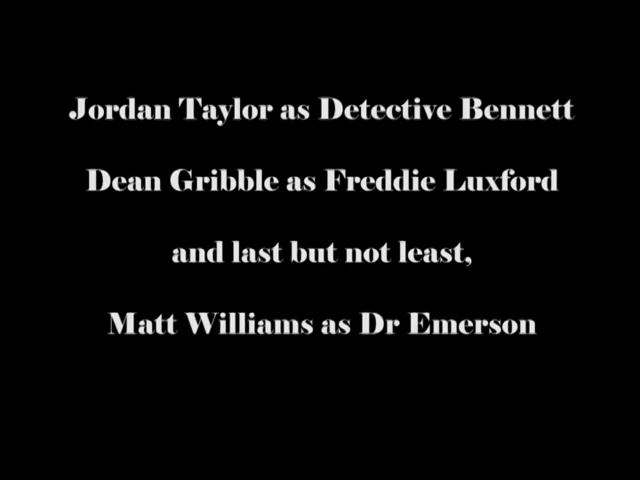 Jordan Taylor as Detective Bennett
Dean Gribble as Freddie Luxford
and last but not least,
Matt Williams as Dr Emerson